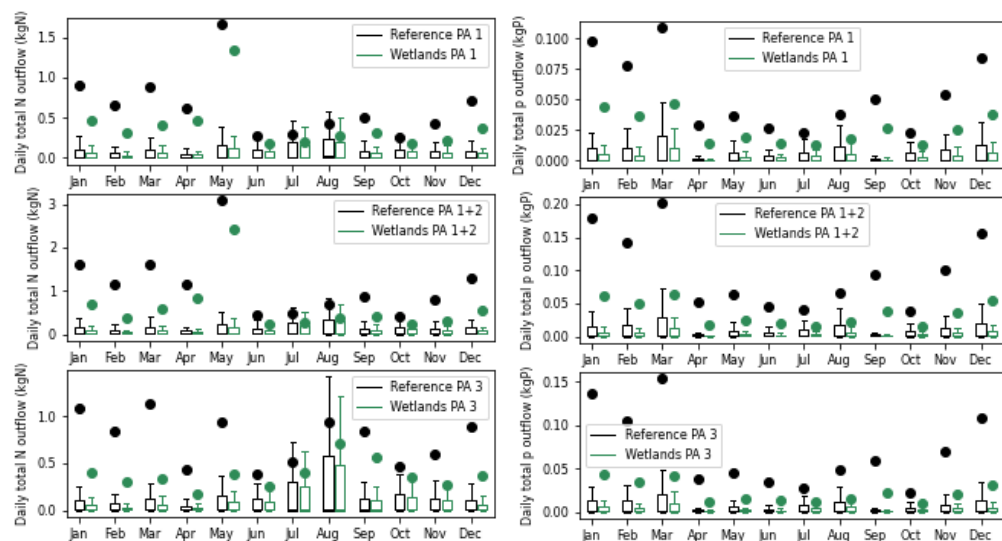 Daily total N outflow (kgN)
1.5
1.0
0.5
0.0
Reference PA 1
Wetlands PA 1
Jan Feb Mar Apr May Jun Jul Aug Sep Oct Nov Dec
Daily total p outflow (kgP)
0.100
0.075
0.050
0.025
0.000
Reference PA 1
Wetlands PA 1
Jan Feb Mar Apr May Jun Jul Aug Sep Oct Nov Dec
Daily total N outflow (kgN)
3
2
1
0
Reference PA 1+2
Wetlands PA 1+2
Jan Feb Mar Apr May Jun Jul Aug Sep Oct Nov Dec
Daily total p outflow (kgP)
0.20
0.15
0.10
0.05
0.00
Reference PA 1+2
Wetlands PA 1+2
Jan Feb Mar Apr May Jun Jul Aug Sep Oct Nov Dec
Daily total N outflow (kgN)
1.0
0.5
0.0
Reference PA 3
Wetlands PA 3
Jan Feb Mar Apr May Jun Jul Aug Sep Oct Nov Dec
Daily total p outflow (kgP)
0.15
0.10
0.05
0.00
Reference PA 3
Wetlands PA 3
Jan Feb Mar Apr May Jun Jul Aug Sep Oct Nov Dec